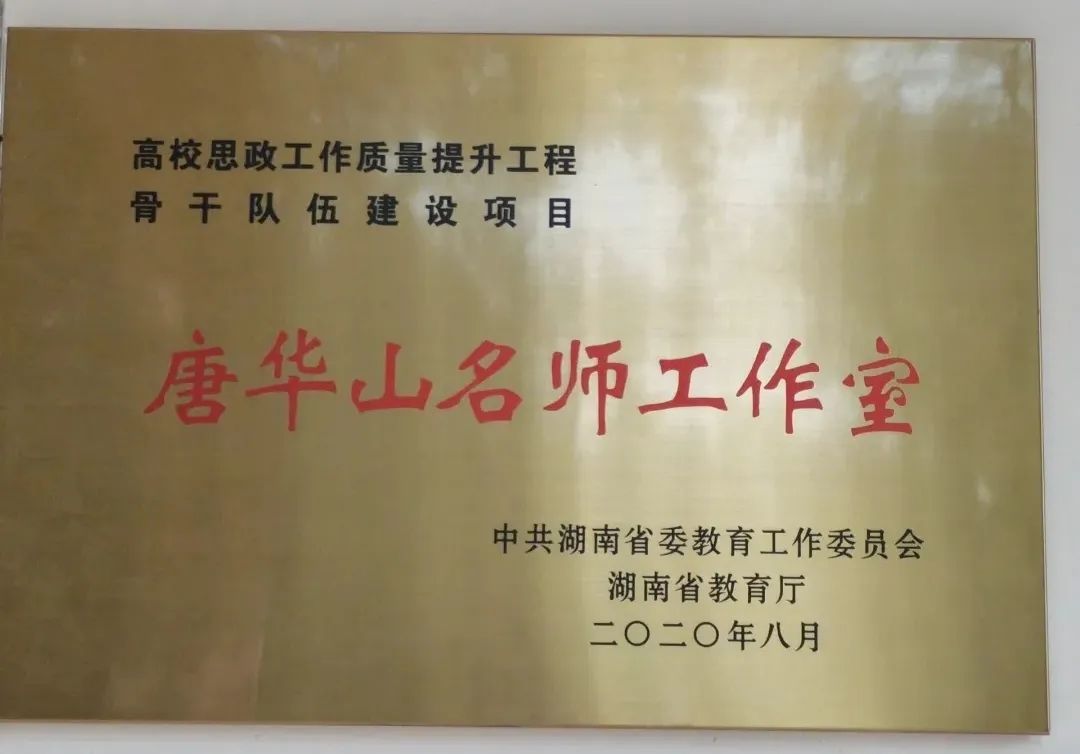 高校思政工作质量提升工程
骨干队伍建设项目
唐华山名师工作室
中共湖南省委教育工作委员会
湖南省教育厅
二〇二〇年八月